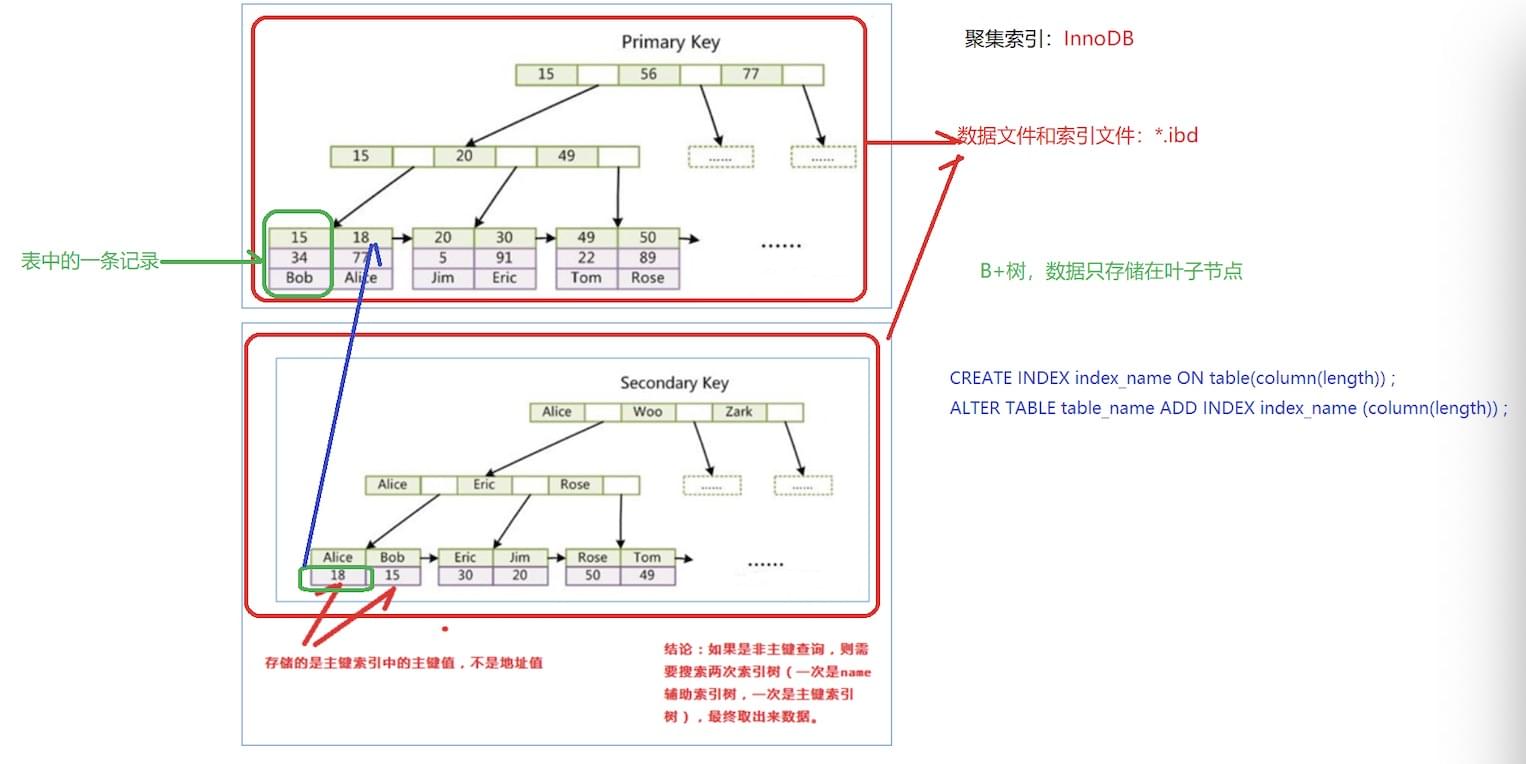 Primary Key
15 56 77
15 20 49
...... ......
15 18 20 30 49 50
34 77 5 91 22 89
Bob Alice Jim Eric Tom Rose
......
表中的一条记录
聚集索引：InnoDB
数据文件和索引文件：*.ibd
B+树，数据只存储在叶子节点
CREATE INDEX index_name ON table(column(length)) ;
ALTER TABLE table_name ADD INDEX index_name (column(length)) ;
Secondary Key
Alice Woo Zark
Alice Eric Rose
...... ......
Alice Bob Eric Jim Rose Tom
18 15 30 20 50 49
......
存储的是主键索引中的主键值，不是地址值
结论：如果是非主键查询，则需
要搜索两次索引树（一次是name
辅助索引树，一次是主键索引
树），最终取出来数据。